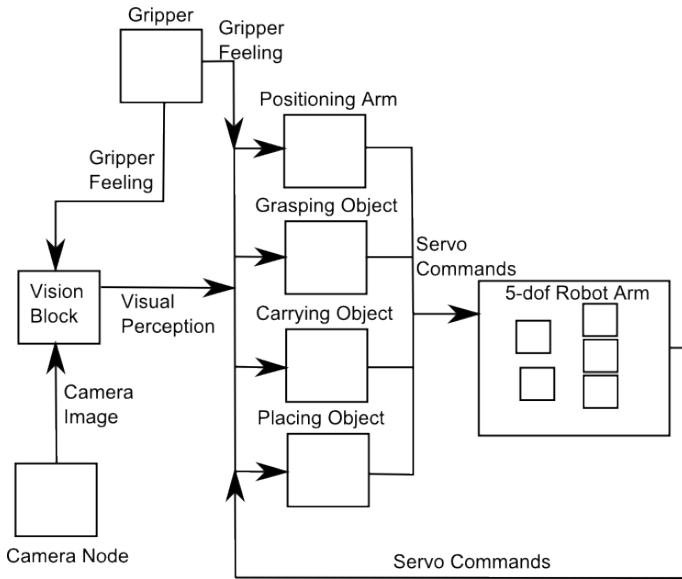 Gripper
Gripper
Feeling
Positioning Arm
Gripper
Feeling
Grasping Object
Servo
Commands
Vision
Block
Visual
Perception
5-dof Robot Arm
Carrying Object
Camera
Image
Placing Object
Camera Node
Servo Commands